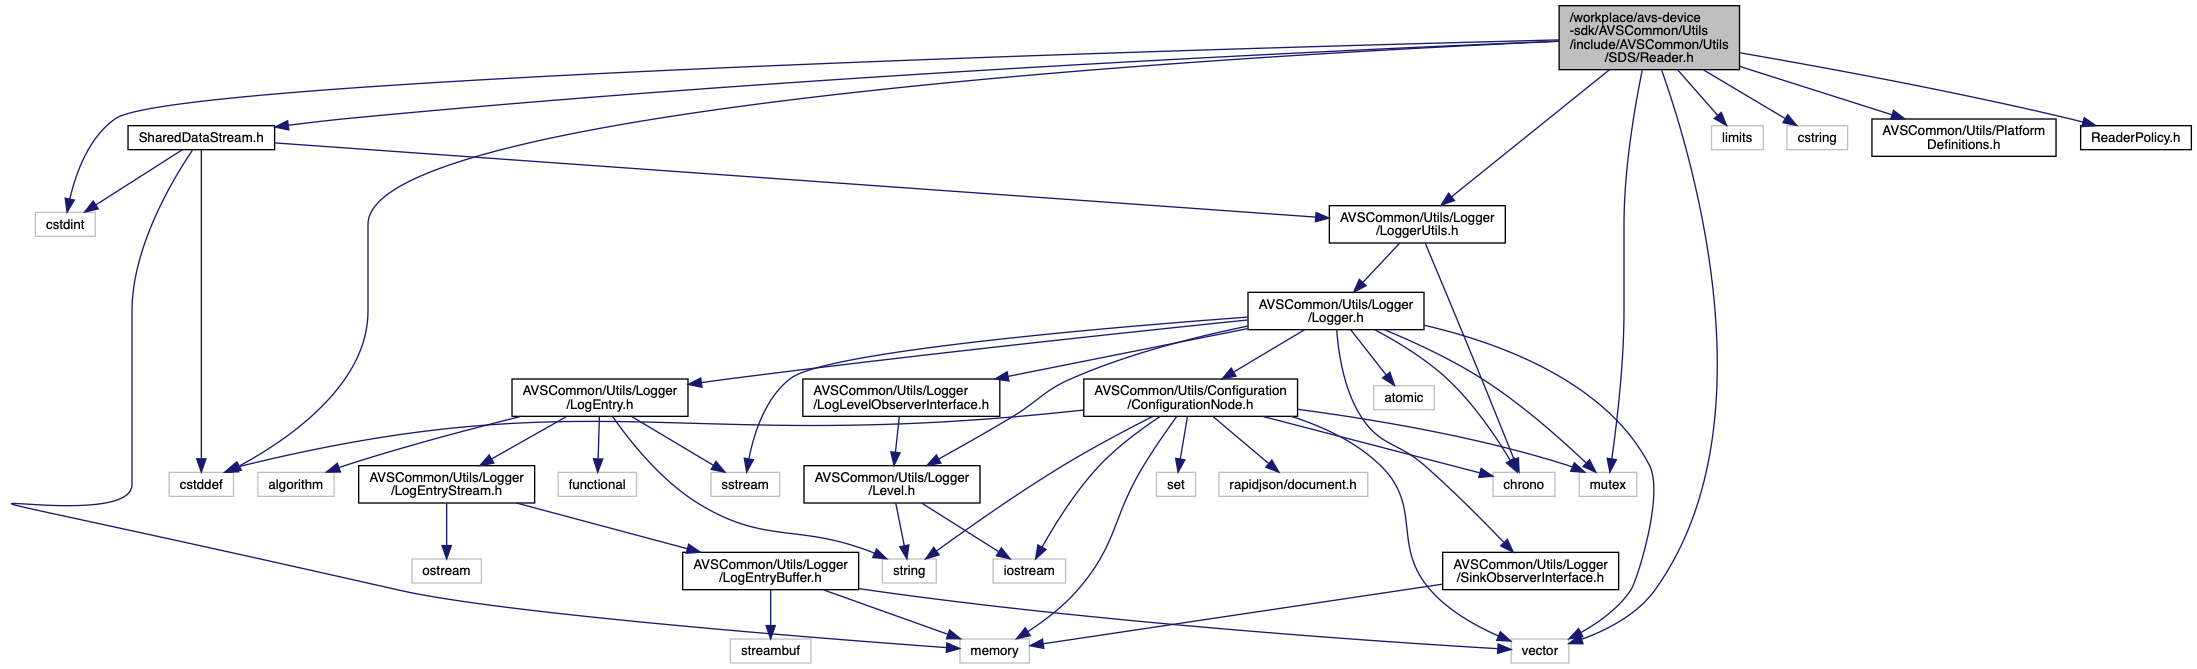 /workplace/avs-device
-sdk/AVSCommon/Utils
/include/AVSCommon/Utils
/SDS/Reader.h
SharedDataStream.h
limits
cstring
AVSCommon/Utils/Platform
Definitions.h
ReaderPolicy.h
cstdint
AVSCommon/Utils/Logger
/LoggerUtils.h
AVSCommon/Utils/Logger
/Logger.h
AVSCommon/Utils/Logger
/LogEntry.h
AVSCommon/Utils/Logger
/LogLevelObserverInterface.h
AVSCommon/Utils/Configuration
/ConfigurationNode.h
atomic
cstddef
algorithm
AVSCommon/Utils/Logger
/LogEntryStream.h
functional
sstream
AVSCommon/Utils/Logger
/Level.h
set
rapidjson/document.h
chrono
mutex
ostream
AVSCommon/Utils/Logger
/LogEntryBuffer.h
string
iostream
AVSCommon/Utils/Logger
/SinkObserverInterface.h
streambuf
memory
vector